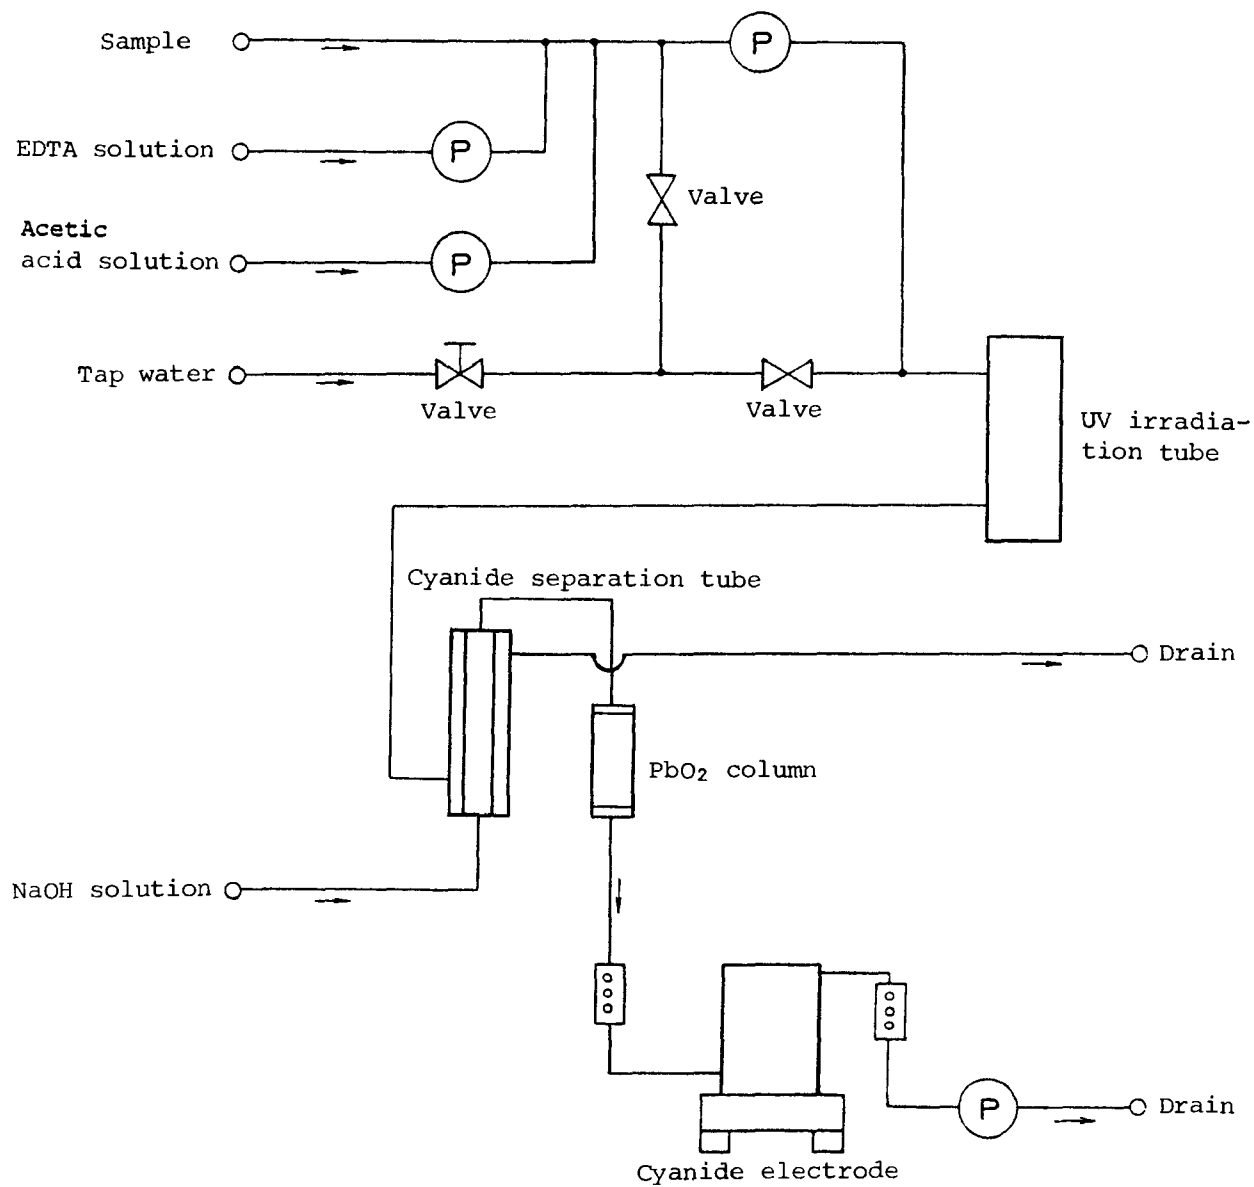 Sample
P
EDTA solution
P
Valve
Acetic
acid solution
P
Tap water
Valve
Valve
UV irradia-
tion tube
Cyanide separation tube
Drain
PbO₂ column
NaOH solution
P
Drain
Cyanide electrode